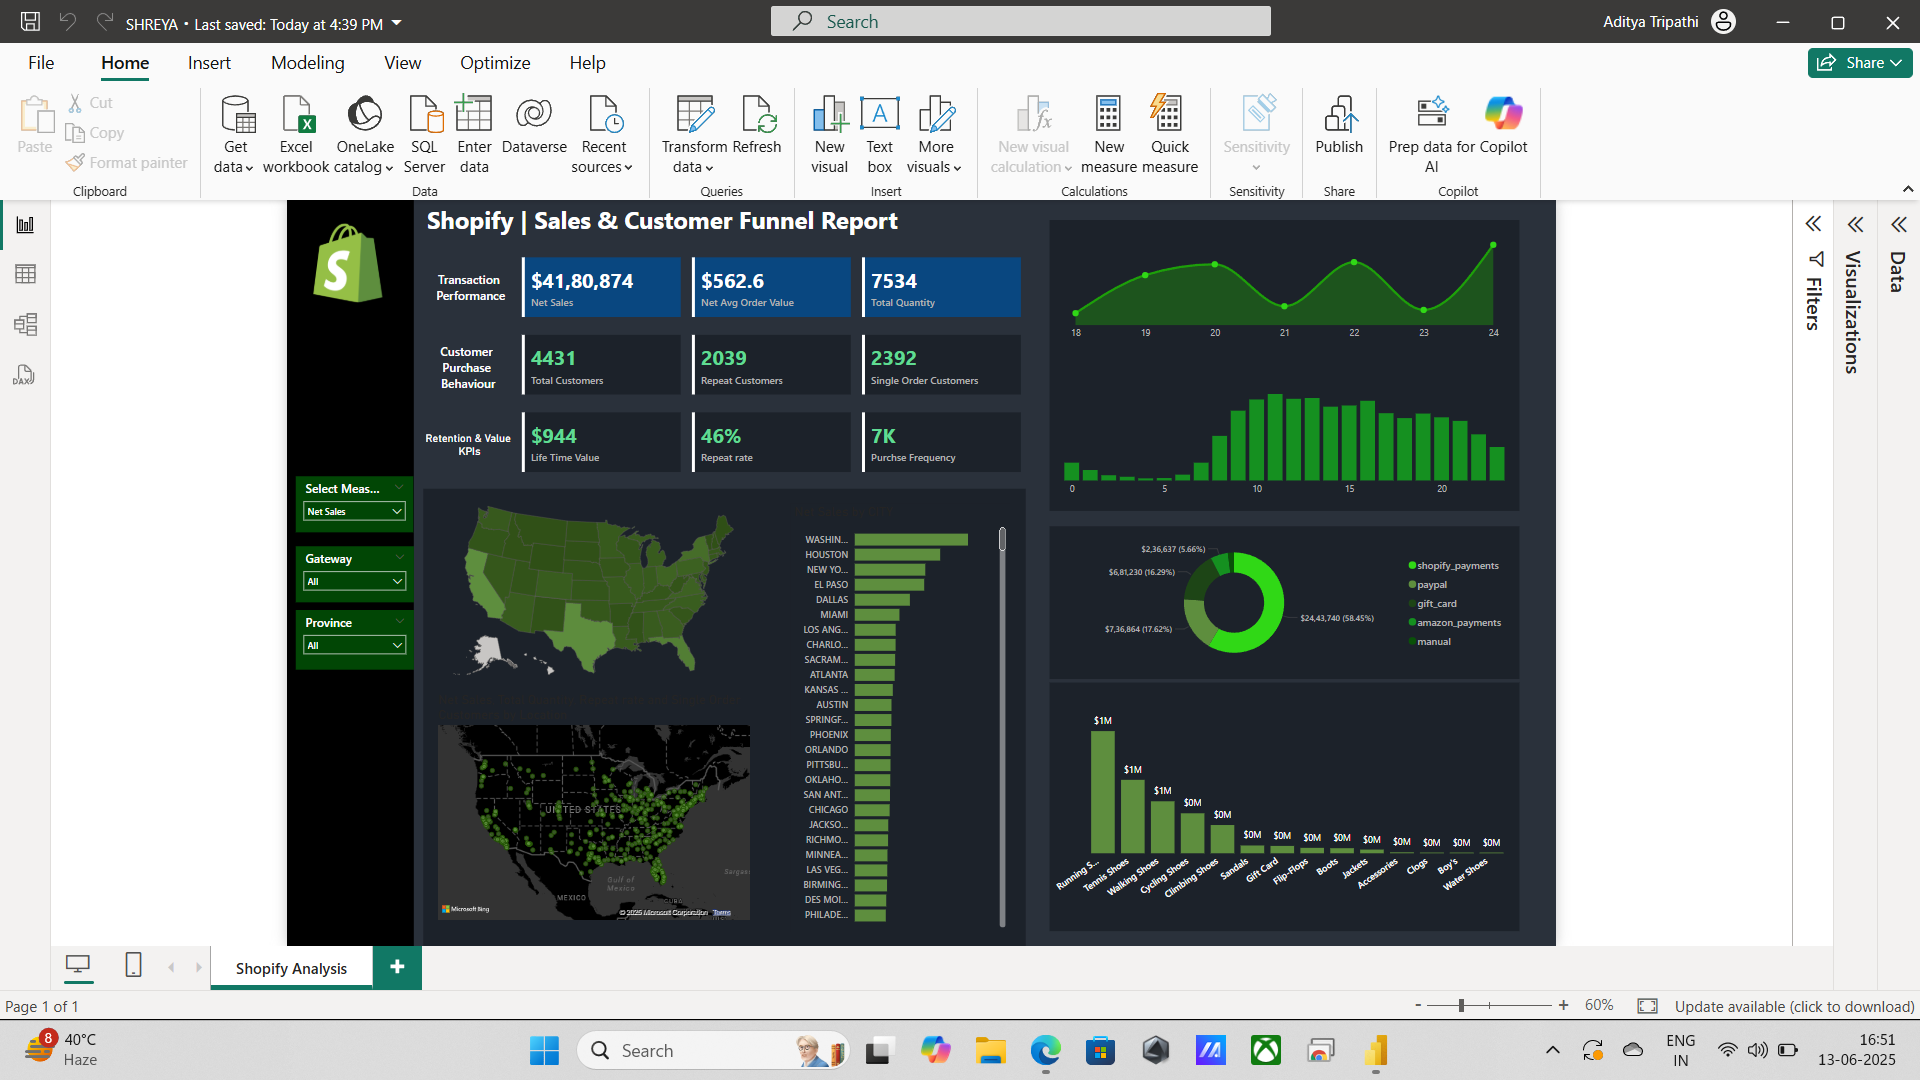 SHREYA • Last saved: Today at 4:39 PM
Search
Aditya Tripathi
File
Home
Insert
Modeling
View
Optimize
Help
Share
Paste
Cut
Copy
Format painter
Clipboard
Get data
Excel workbook
OneLake catalog
SQL Server
Enter data
Dataverse
Recent sources
Data
Transform data
Refresh
Queries
New visual
Text box
More visuals
Insert
New visual calculation
New measure
Quick measure
Calculations
Sensitivity
Sensitivity
Publish
Share
Prep data for AI
Copilot
Copilot
Shopify | Sales & Customer Funnel Report
Transaction Performance
$41,80,874
Net Sales
$562.6
Net Avg Order Value
7534
Total Quantity
Customer Purchase Behaviour
4431
Total Customers
2039
Repeat Customers
2392
Single Order Customers
Retention & Value KPIs
$944
Life Time Value
46%
Repeat rate
7K
Purchse Frequency
Select Meas...
Net Sales
Gateway
All
Province
All
18 19 20 21 22 23 24
0 5 10 15 20
WASHIN...
HOUSTON
NEW YO...
EL PASO
DALLAS
MIAMI
LOS ANG...
CHARLO...
SACRAM...
ATLANTA
KANSAS ...
AUSTIN
SPRINGF...
PHOENIX
ORLANDO
PITTSBU...
OKLAHO...
SAN ANT...
CHICAGO
JACKSO...
RICHMO...
MINNEA...
LAS VEG...
BIRMING...
DES MOI...
PHILADE...
UNITED STATES
MEXICO
Gulf of Mexico
CUBA
Sargas
Microsoft Bing
© 2025 Microsoft Corporation Terms
$2,36,637 (5.66%)
$6,81,230 (16.29%)
$7,36,864 (17.62%)
$24,43,740 (58.45%)
shopify_payments
paypal
gift_card
amazon_payments
manual
$1M $1M $1M $0M $0M $0M $0M $0M $0M $0M $0M $0M $0M $0M
Running S...
Tennis Shoes
Walking Shoes
Cycling Shoes
Climbing Shoes
Sandals
Gift Card
Flip-Flops
Boots
Jackets
Accessories
Clogs
Boy's
Water Shoes
Filters
Visualizations
Data
DAX
Shopify Analysis
+
Page 1 of 1
- + 60%
Update available (click to download)
8
40°C
Haze
Search
ENG
IN
16:51
13-06-2025